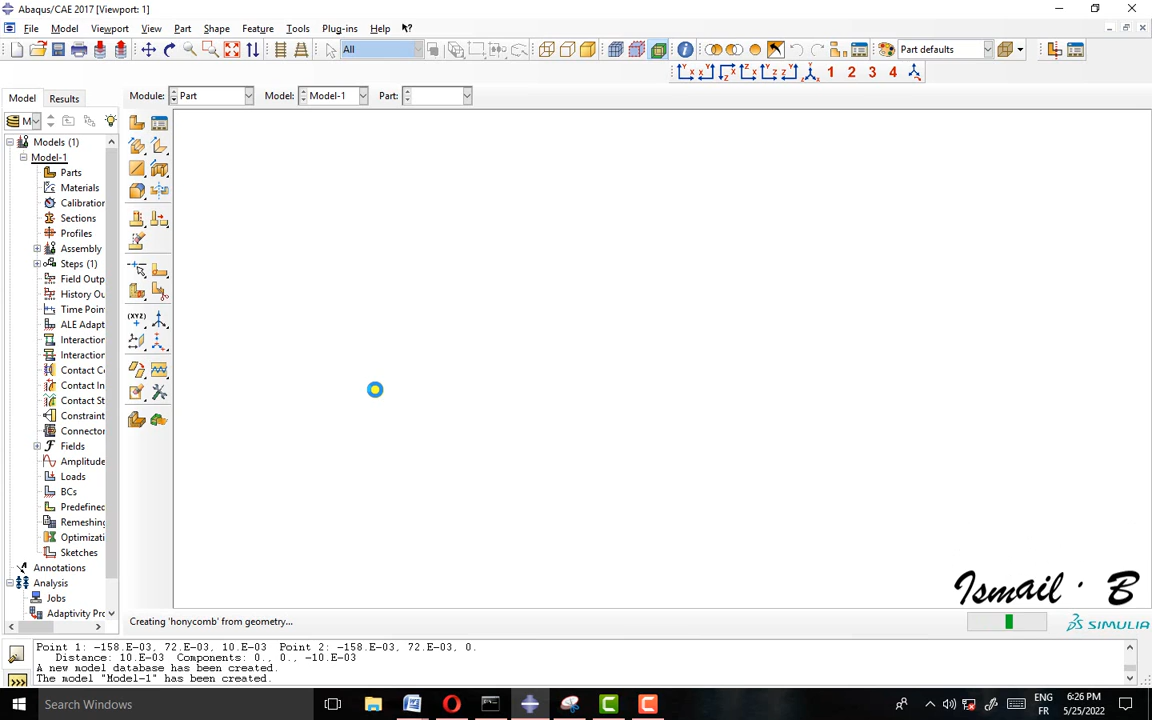 Abaqus/CAE 2017 [Viewport: 1]
File Model Viewport View Part Shape Feature Tools Plug-ins Help
All
Part defaults
1 2 3 4
Model Results
Module: Part Model: Model-1 Part:
M
Models (1)
Model-1
Parts
Materials
Calibration
Sections
Profiles
Assembly
Steps (1)
Field Outp
History Ou
Time Poin
ALE Adapt
Interaction
Interaction
Contact Co
Contact In
Contact St
Constraint
Connector
Fields
Amplitude
Loads
BCs
Predefined
Remeshing
Optimizatio
Sketches
Annotations
Analysis
Jobs
Adaptivity Pro
(XYZ)
Ismail · B
Creating 'honycomb' from geometry...
SIMULIA
Point 1: -158.E-03, 72.E-03, 10.E-03 Point 2: -158.E-03, 72.E-03, 0.
Distance: 10.E-03 Components: 0., 0., -10.E-03
A new model database has been created.
The model "Model-1" has been created.
Search Windows
ENG
FR
6:26 PM
5/25/2022